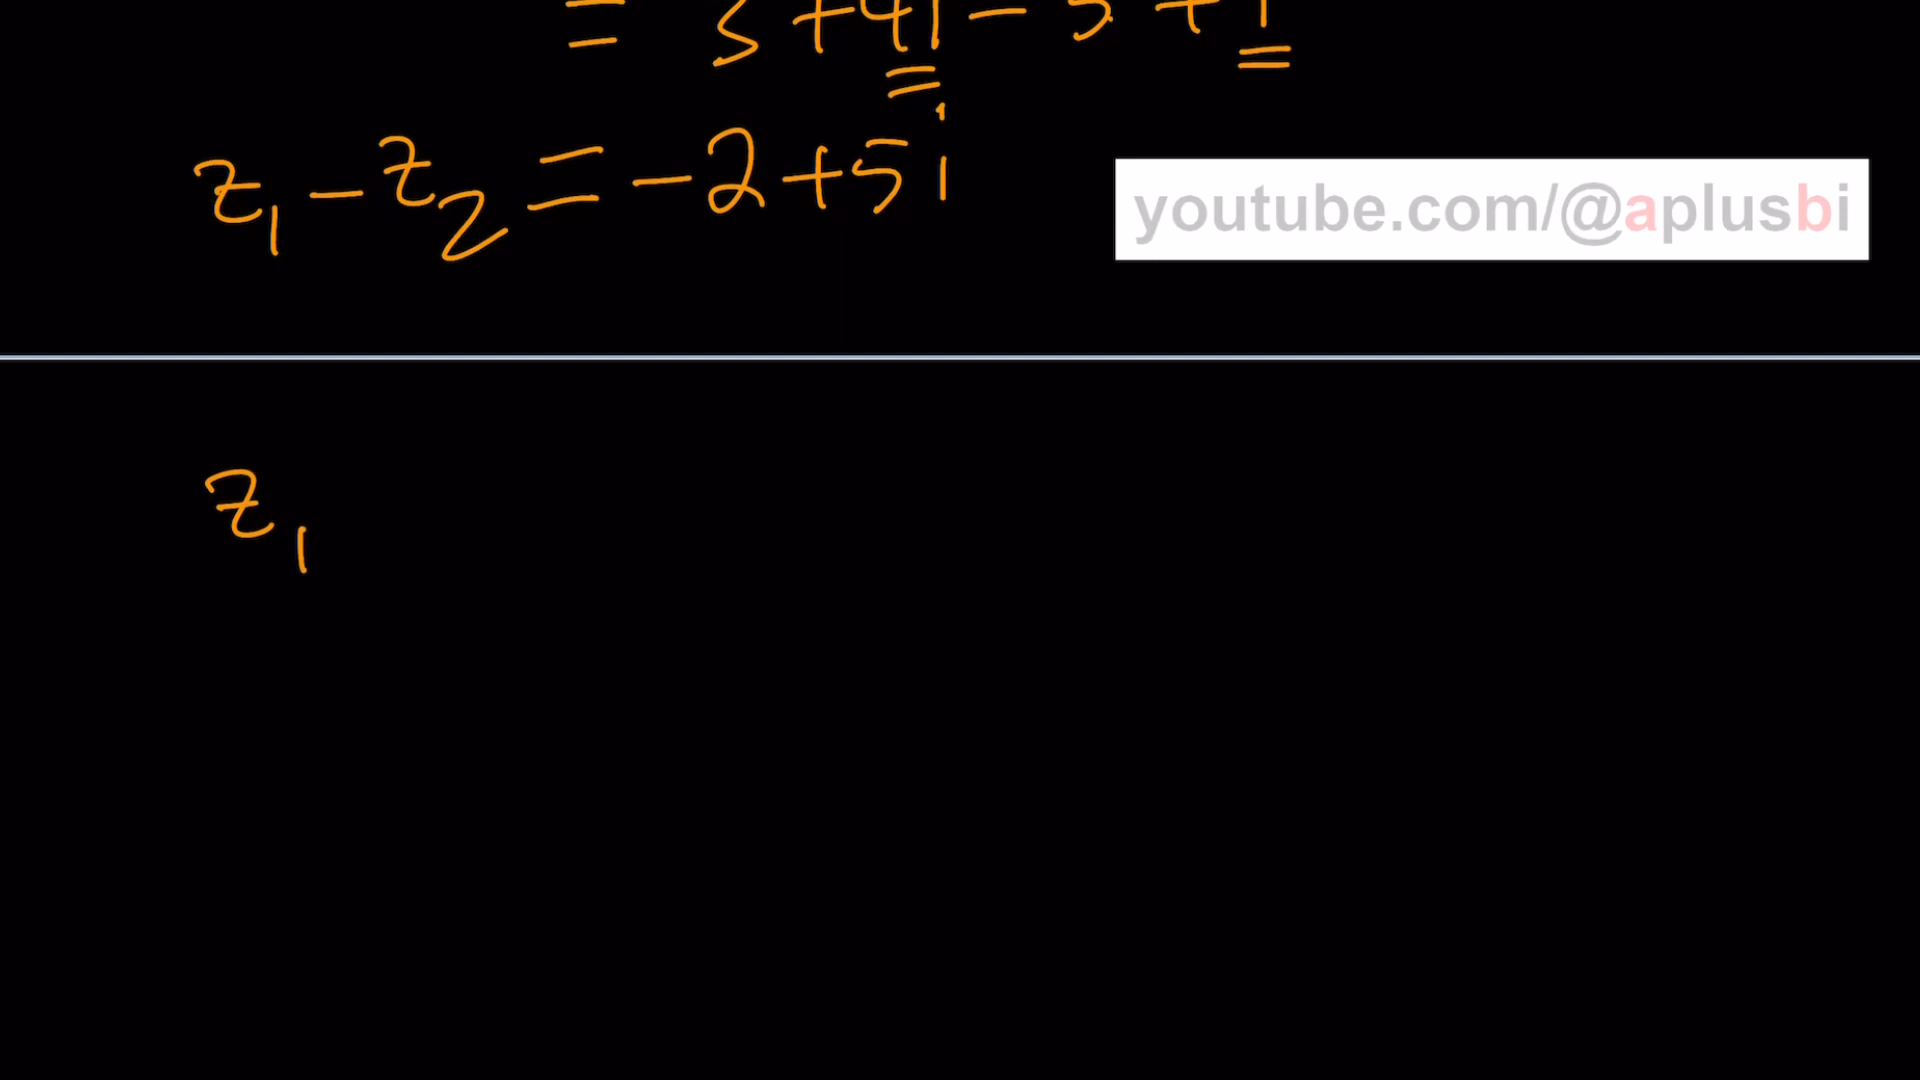 = 3 + 4i - 5 + i
z₁ - z₂ = -2 + 5i
youtube.com/@aplusbi
z₁